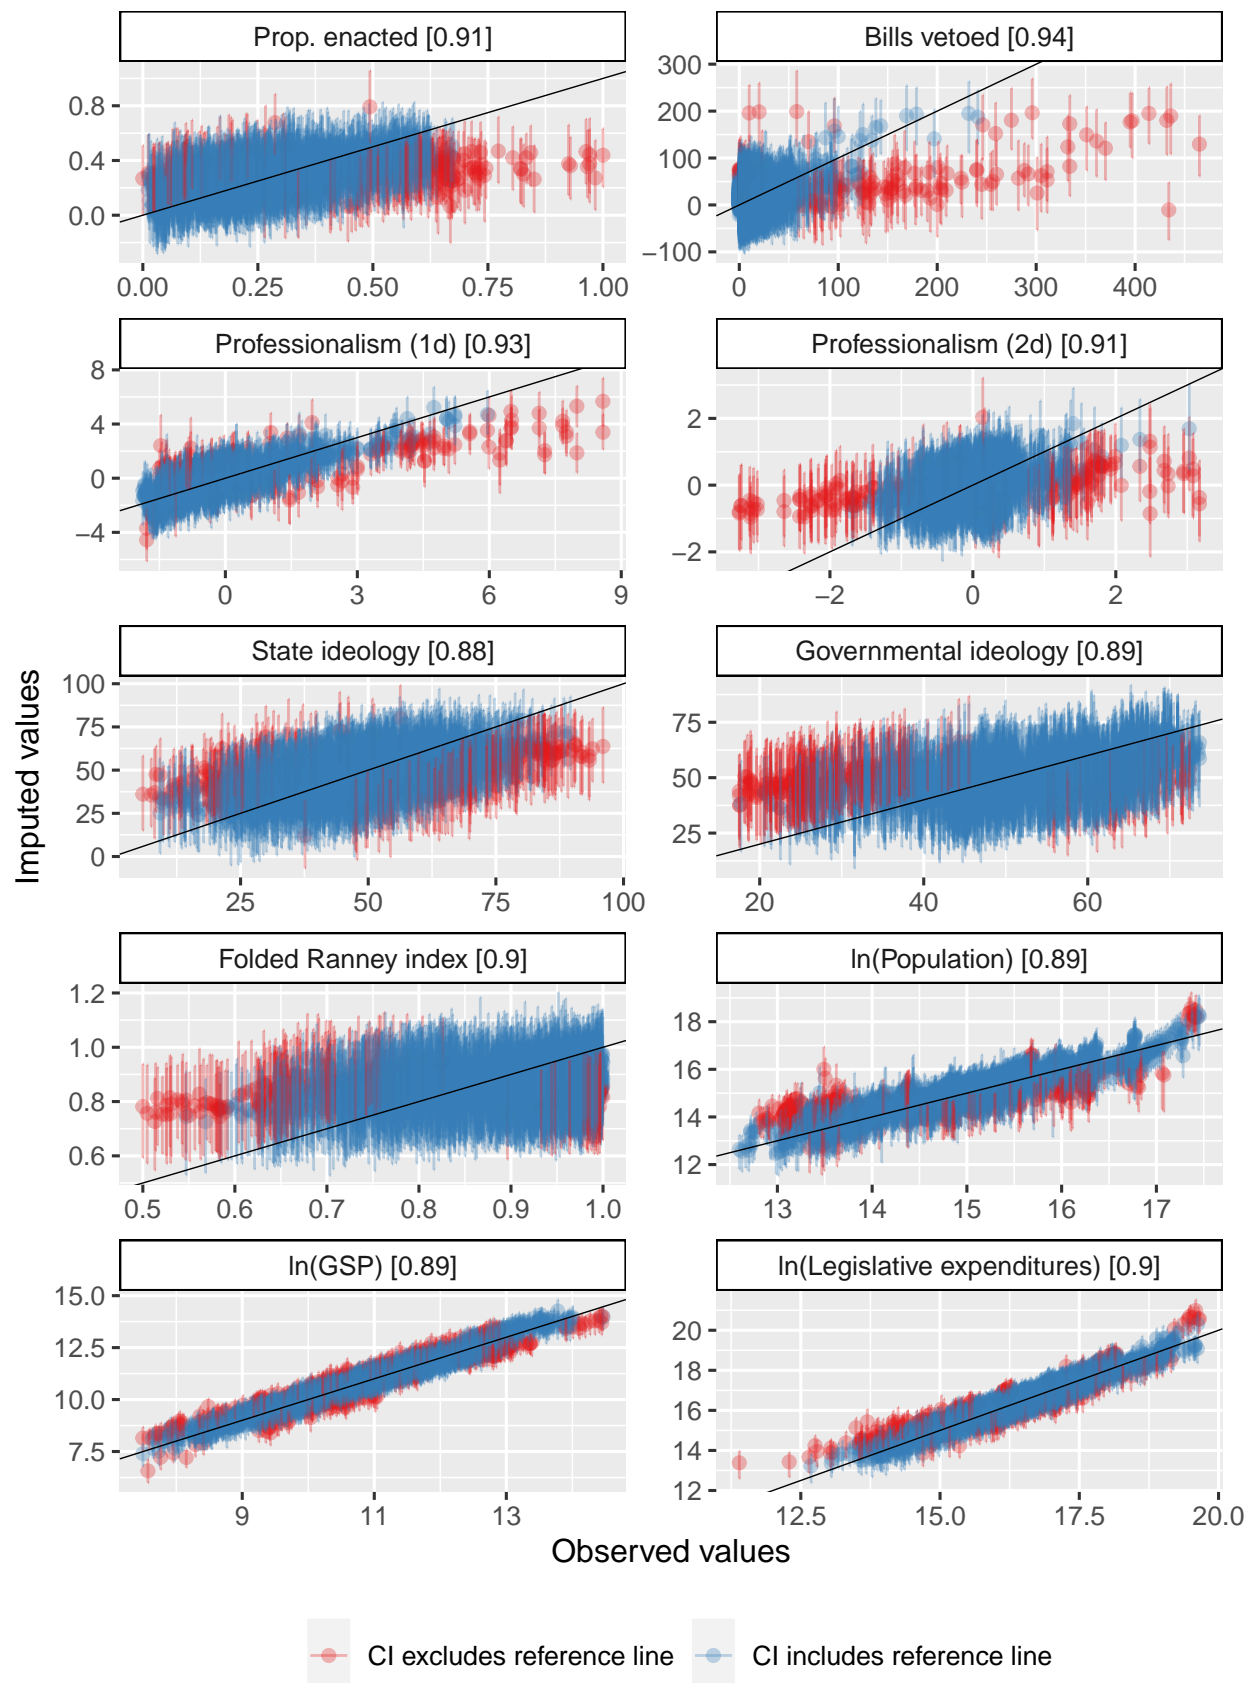 Prop. enacted [0.91]
Bills vetoed [0.94]
0.8
0.4
0.0
0.00 0.25 0.50 0.75 1.00
300
200
100
0
−100
0 100 200 300 400
Professionalism (1d) [0.93]
Professionalism (2d) [0.91]
8
4
0
−4
0 3 6 9
2
0
−2
−2 0 2
State ideology [0.88]
Governmental ideology [0.89]
100
75
50
25
0
25 50 75 100
75
50
25
20 40 60
Folded Ranney index [0.9]
ln(Population) [0.89]
1.2
1.0
0.8
0.6
0.5 0.6 0.7 0.8 0.9 1.0
18
16
14
12
13 14 15 16 17
ln(GSP) [0.89]
ln(Legislative expenditures) [0.9]
15.0
12.5
10.0
7.5
9 11 13
20
18
16
14
12
12.5 15.0 17.5 20.0
Imputed values
Observed values
CI excludes reference line CI includes reference line